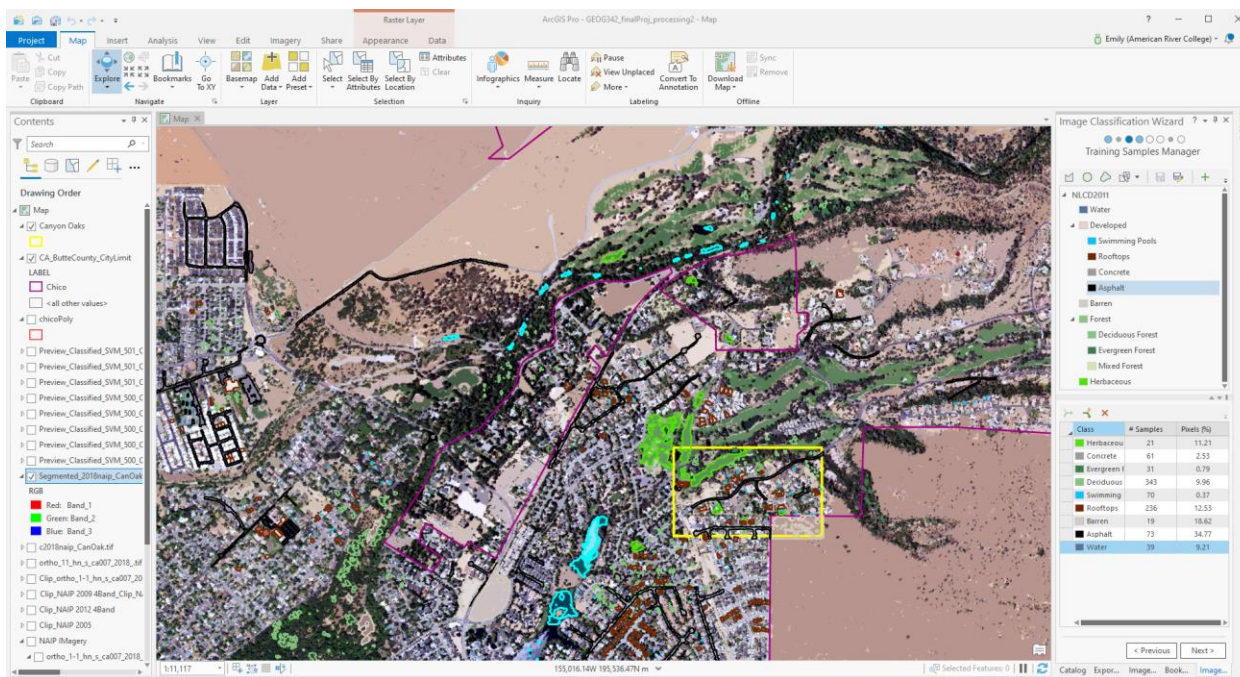 Raster Layer
ArcGIS Pro - GEOG342_finalProj_processing2 - Map
Project Map Insert Analysis View Edit Imagery Share Appearance Data
Emily (American River College)
Paste
Cut
Copy
Copy Path
Clipboard
Explore
Bookmarks
Go To XY
Navigate
Basemap
Add Data
Add Preset
Layer
Select
Select By Attributes
Select By Location
Attributes
Clear
Selection
Infographics
Measure
Locate
Inquiry
Pause
View Unplaced
More
Convert To Annotation
Labeling
Download Map
Sync
Remove
Offline
Contents
Search
Drawing Order
Map
Canyon Oaks
CA_ButteCounty_CityLimit
LABEL
Chico
<all other values>
chicoPoly
Preview_Classified_SVM_501_C
Preview_Classified_SVM_501_C
Preview_Classified_SVM_501_C
Preview_Classified_SVM_500_C
Preview_Classified_SVM_500_C
Preview_Classified_SVM_500_C
Preview_Classified_SVM_500_C
Segmented_2018naip_CanOak
RGB
Red: Band_1
Green: Band_2
Blue: Band_3
c2018naip_CanOak.tif
ortho_11_hn_s_ca007_2018_.tif
Clip_ortho_1-1_hn_s_ca007_20
Clip_NAIP 2009 4Band_Clip_N
Clip_NAIP 2012 4Band
Clip_NAIP 2005
NAIP IMagery
ortho_1-1_hn_s_ca007_2018_
Map
1:11,117
155,016.14W 195,536.47N m
Selected Features: 0
Image Classification Wizard
Training Samples Manager
NLCD2011
Water
Developed
Swimming Pools
Rooftops
Concrete
Asphalt
Barren
Forest
Deciduous Forest
Evergreen Forest
Mixed Forest
Herbaceous
Class # Samples Pixels (%)
Herbaceou 21 11.21
Concrete 61 2.53
Evergreen F 31 0.79
Deciduous 343 9.96
Swimming 70 0.37
Rooftops 236 12.53
Barren 19 18.62
Asphalt 73 34.77
Water 39 9.21
< Previous Next >
Catalog Expor... Image... Book... Image...